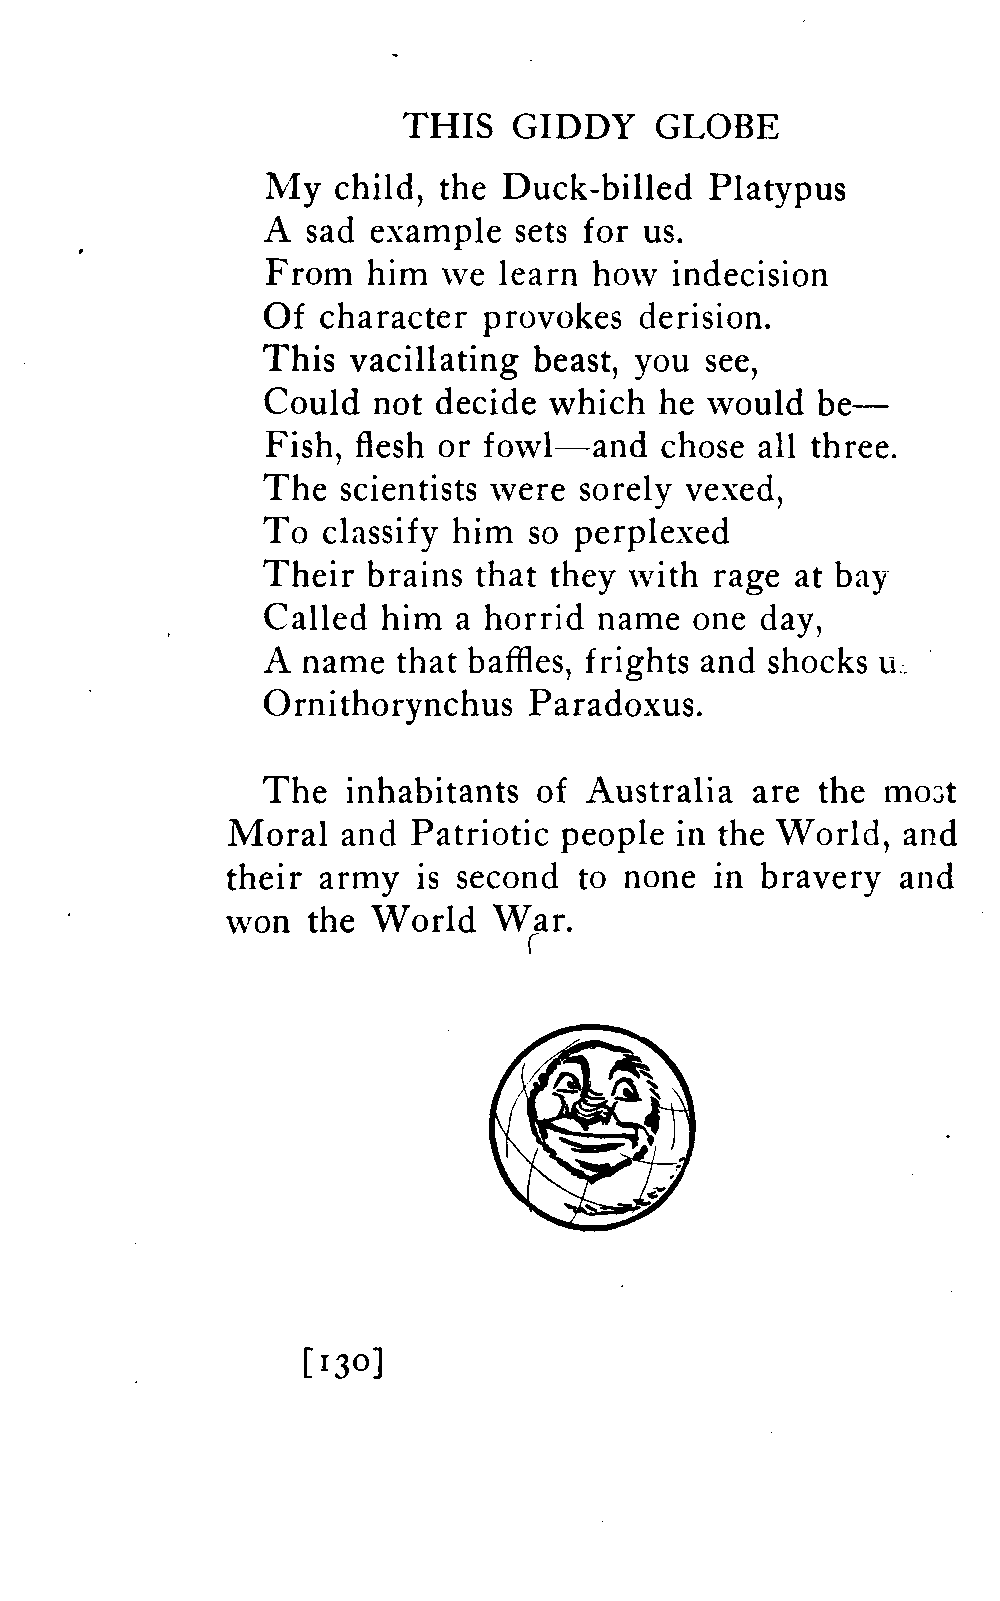 THIS GIDDY GLOBE
My child, the Duck-billed Platypus
A sad example sets for us.
From him we learn how indecision
Of character provokes derision.
This vacillating beast, you see,
Could not decide which he would be—
Fish, flesh or fowl—and chose all three.
The scientists were sorely vexed,
To classify him so perplexed
Their brains that they with rage at bay
Called him a horrid name one day,
A name that baffles, frights and shocks u
Ornithorynchus Paradoxus.
The inhabitants of Australia are the most
Moral and Patriotic people in the World, and
their army is second to none in bravery and
won the World War.
[130]